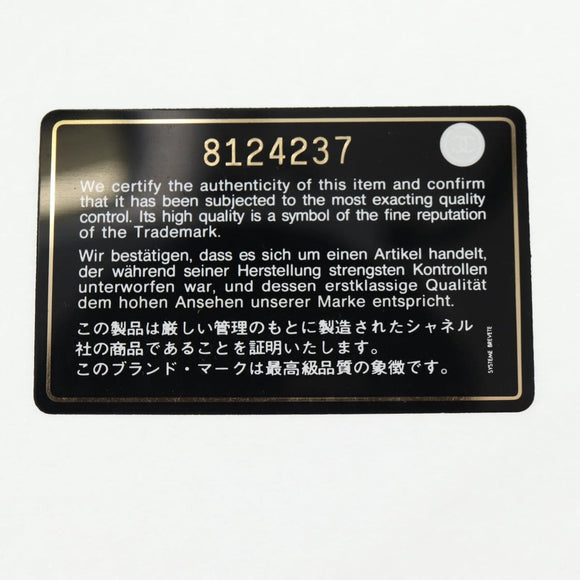 8124237
We certify the authenticity of this item and confirm
that it has been subjected to the most exacting quality
control. Its high quality is a symbol of the fine reputation
of the Trademark.
Wir bestätigen, dass es sich um einen Artikel handelt,
der während seiner Herstellung strengsten Kontrollen
unterworfen war, und dessen erstklassige Qualität
dem hohen Ansehen unserer Marke entspricht.
この製品は厳しい管理のもとに製造されたシャネル
社の商品であることを証明いたします。
このブランド・マークは最高級品質の象徴です。
SYSTEME BREVETE